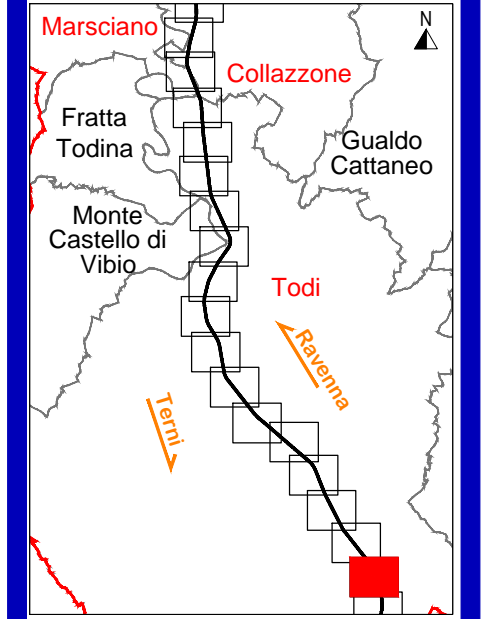 Marsciano
N
Collazzone
Fratta
Todina
Gualdo
Cattaneo
Monte
Castello di
Vibio
Todi
Ravenna
Terni